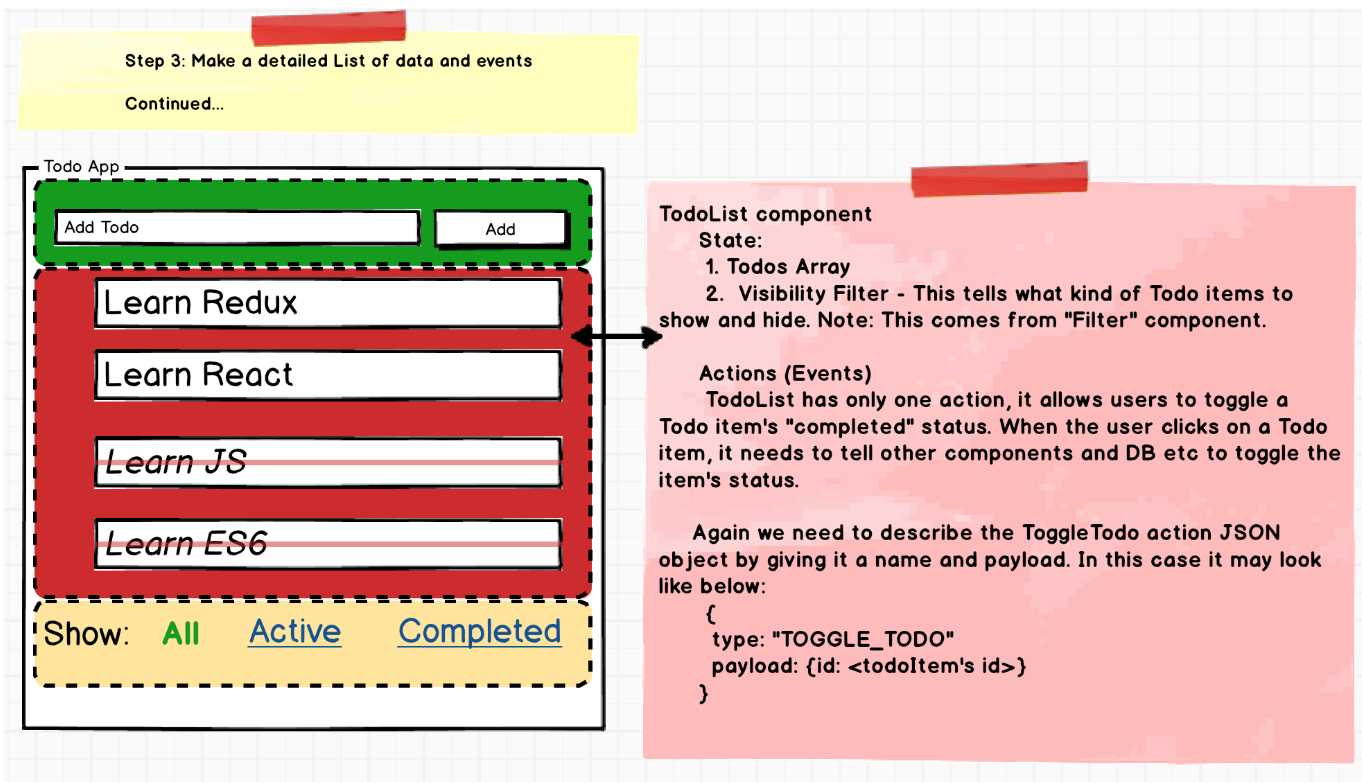 Step 3: Make a detailed List of data and events
Continued...
Todo App
Add Todo
Add
Learn Redux
Learn React
Learn JS
Learn ES6
Show: All Active Completed
TodoList component
State:
1. Todos Array
2. Visibility Filter - This tells what kind of Todo items to
show and hide. Note: This comes from "Filter" component.
Actions (Events)
TodoList has only one action, it allows users to toggle a
Todo item's "completed" status. When the user clicks on a Todo
item, it needs to tell other components and DB etc to toggle the
item's status.
Again we need to describe the ToggleTodo action JSON
object by giving it a name and payload. In this case it may look
like below:
{
type: "TOGGLE_TODO"
payload: {id: <todoItem's id>}
}